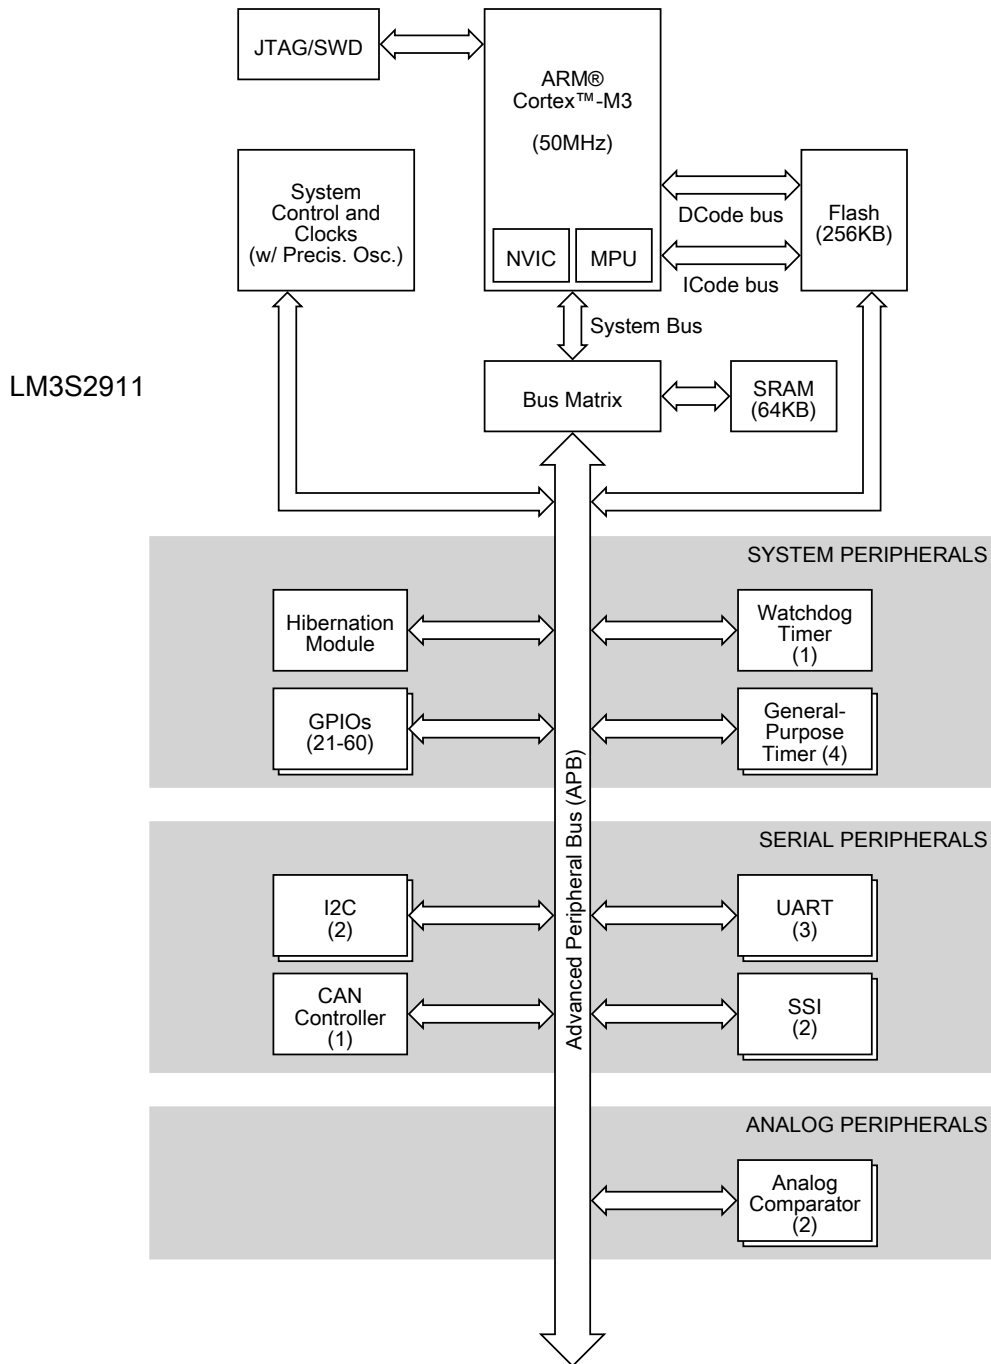 JTAG/SWD
ARM®
Cortex™-M3
(50MHz)
NVIC
MPU
System
Control and
Clocks
(w/ Precis. Osc.)
DCode bus
ICode bus
Flash
(256KB)
System Bus
LM3S2911
Bus Matrix
SRAM
(64KB)
SYSTEM PERIPHERALS
Hibernation
Module
Watchdog
Timer
(1)
GPIOs
(21-60)
General-
Purpose
Timer (4)
Advanced Peripheral Bus (APB)
SERIAL PERIPHERALS
I2C
(2)
UART
(3)
CAN
Controller
(1)
SSI
(2)
ANALOG PERIPHERALS
Analog
Comparator
(2)